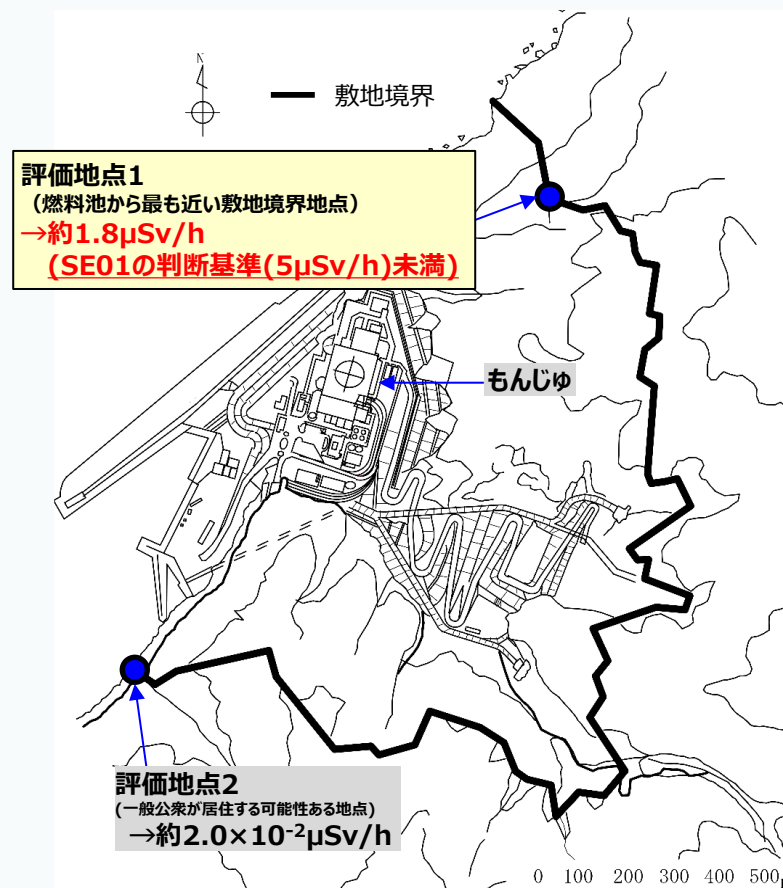 N
敷地境界
評価地点1
(燃料池から最も近い敷地境界地点)
→約1.8μSv/h
(SE01の判断基準(5μSv/h)未満)
もんじゅ
評価地点2
(一般公衆が居住する可能性ある地点)
→約2.0×10⁻²μSv/h
0 100 200 300 400 500